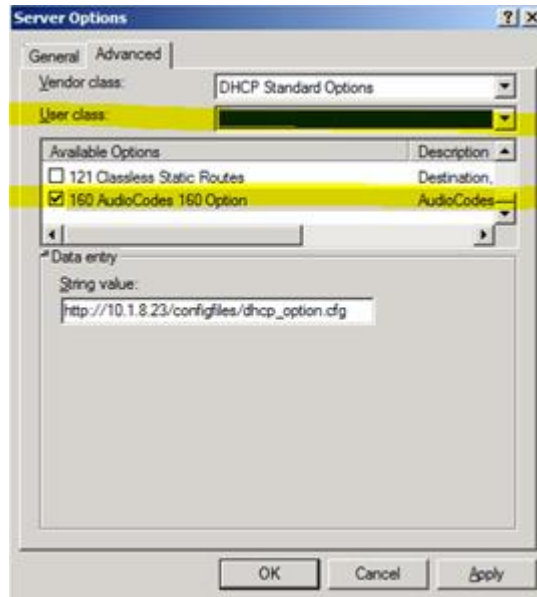 Server Options
General Advanced
Vendor class: DHCP Standard Options
User class:
Available Options Description
121 Classless Static Routes Destination,
160 AudioCodes 160 Option AudioCodes
Data entry
String value:
http://10.1.8.23/configfiles/dhcp_option.cfg
OK Cancel Apply